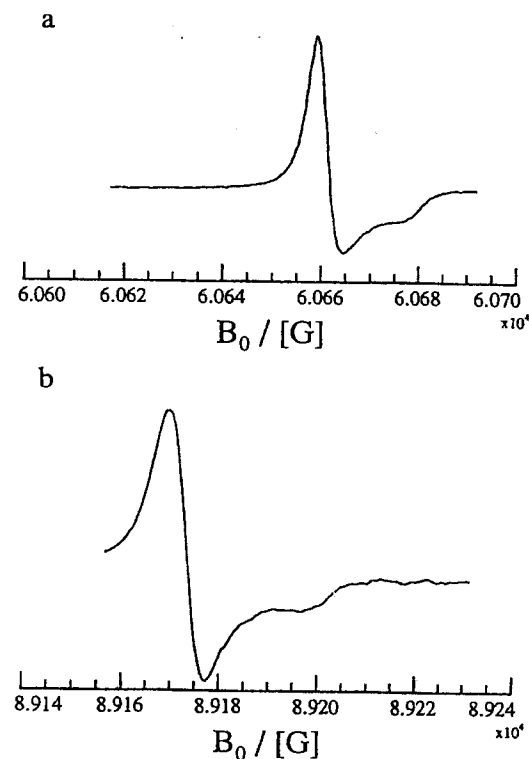 a
6.060 6.062 6.064 6.066 6.068 6.070
x10⁴
B₀ / [G]
b
8.914 8.916 8.918 8.920 8.922 8.924
x10⁴
B₀ / [G]